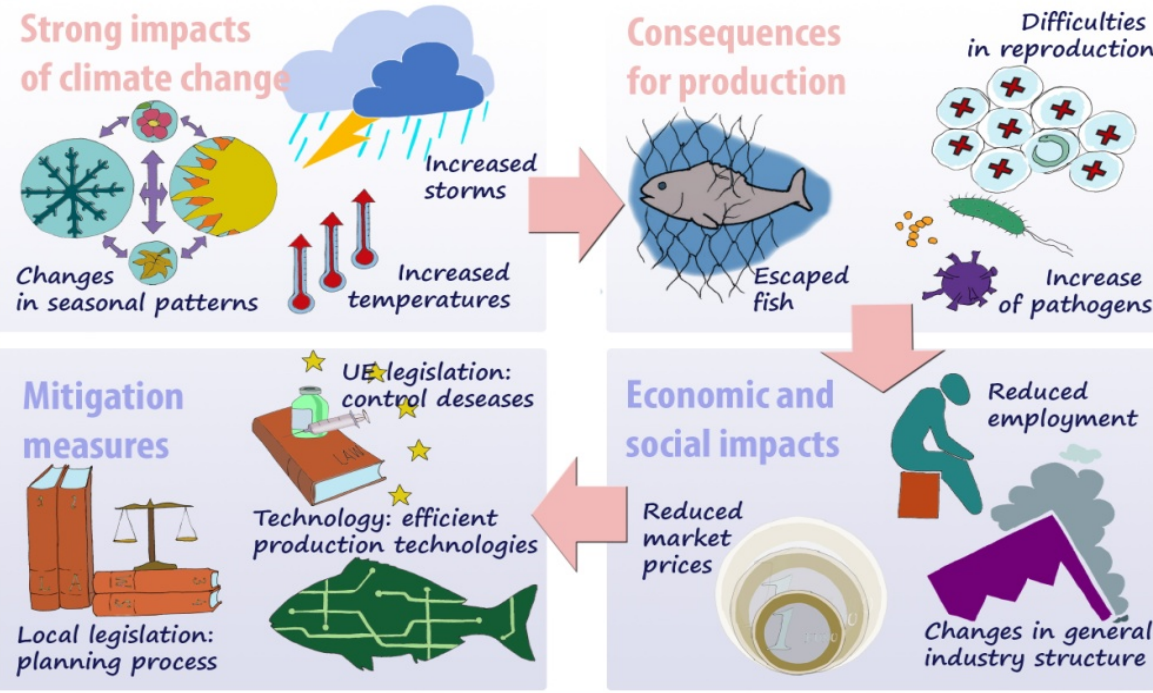 Strong impacts
of climate change
Increased
storms
Changes
in seasonal patterns
Increased
temperatures
Consequences
for production
Difficulties
in reproduction
Escaped
fish
Increase
of pathogens
Economic and
social impacts
Reduced
employment
Reduced
market
prices
1
1
Changes in general
industry structure
Mitigation
measures
UE legislation:
control deseases
LAW
Technology: efficient
production technologies
Local legislation:
planning process